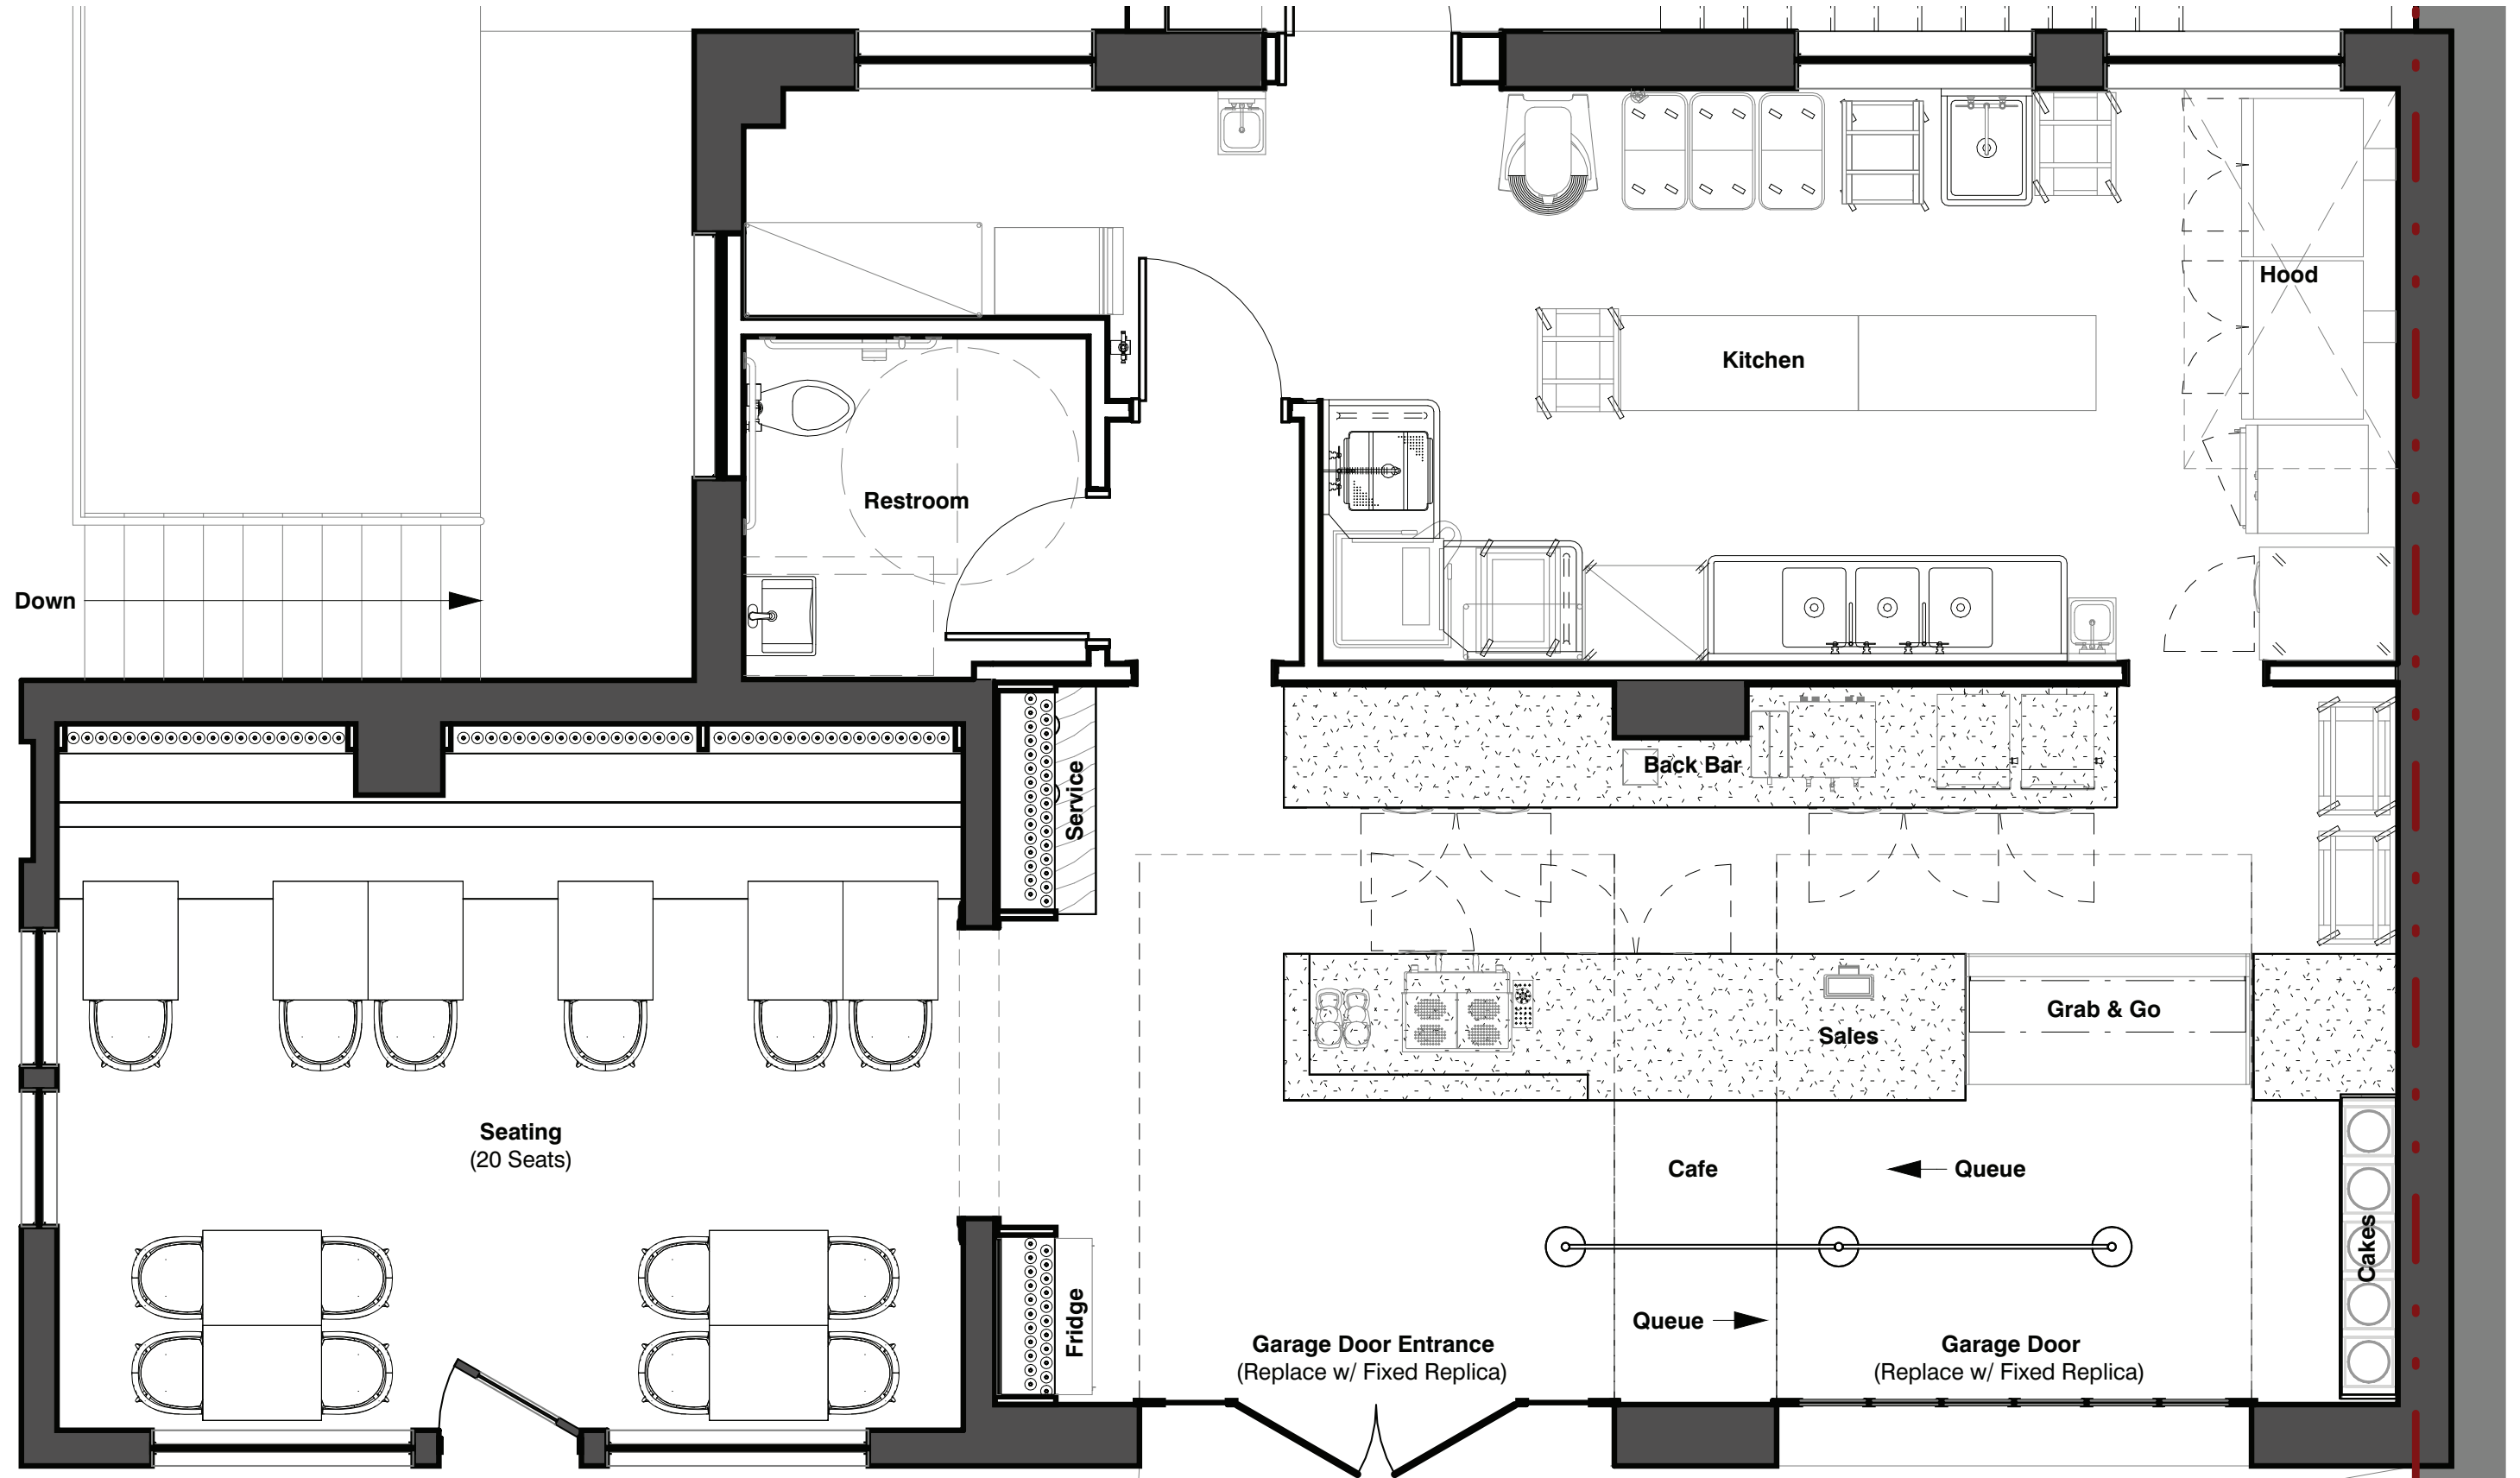 Hood
Kitchen
Restroom
Down
Service
Back Bar
Grab & Go
Sales
Seating
(20 Seats)
Cafe
Queue
Cakes
Fridge
Queue
Garage Door Entrance
(Replace w/ Fixed Replica)
Garage Door
(Replace w/ Fixed Replica)